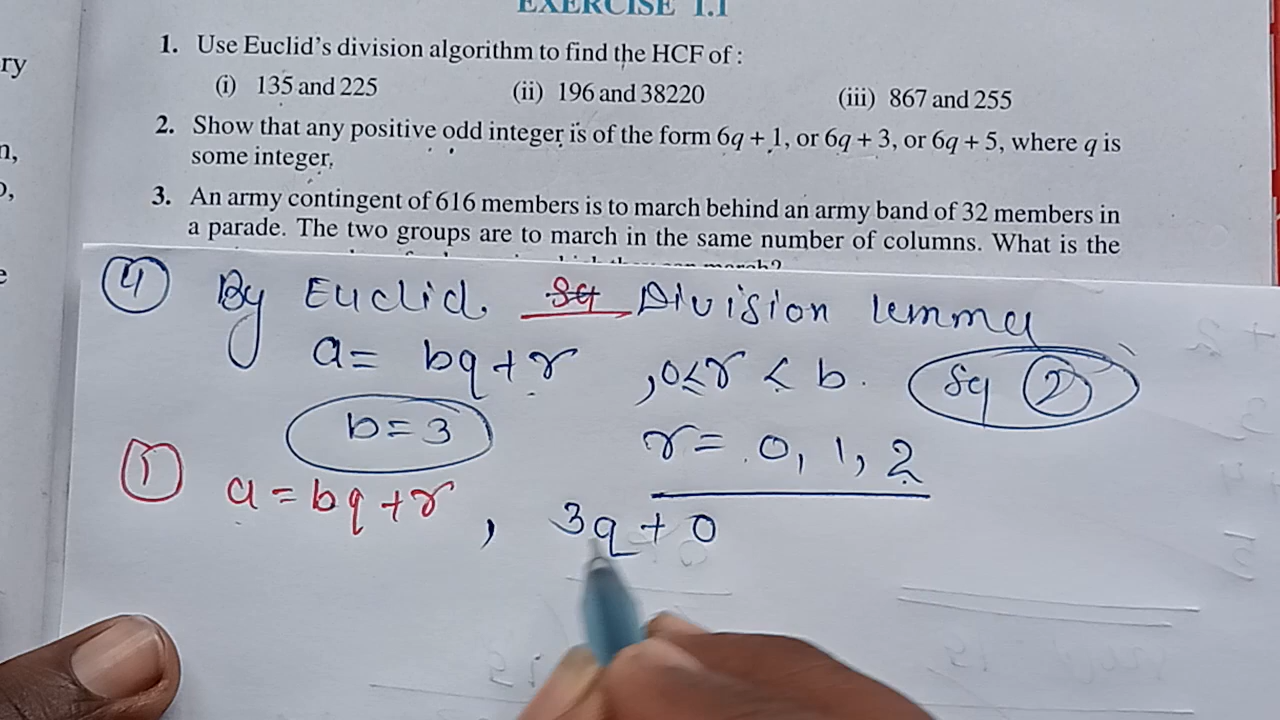 EXERCISE 1.1
ry
1. Use Euclid's division algorithm to find the HCF of :
(i) 135 and 225 (ii) 196 and 38220 (iii) 867 and 255
2. Show that any positive odd integer is of the form 6q + 1, or 6q + 3, or 6q + 5, where q is
some integer.
n,
3. An army contingent of 616 members is to march behind an army band of 32 members in
a parade. The two groups are to march in the same number of columns. What is the
④ By Euclid Division lemma
a = bq + r , 0 ≤ r < b. Sq ②
b = 3 r = 0, 1, 2
① a = bq + r , 3q + 0